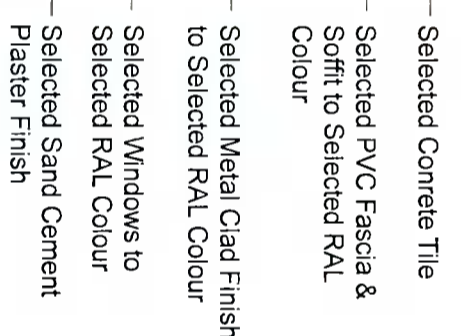 Selected Conrete Tile
Selected PVC Fascia &
Soffit to Selected RAL
Colour
Selected Metal Clad Finish
to Selected RAL Colour
Selected Windows to
Selected RAL Colour
Selected Sand Cement
Plaster Finish